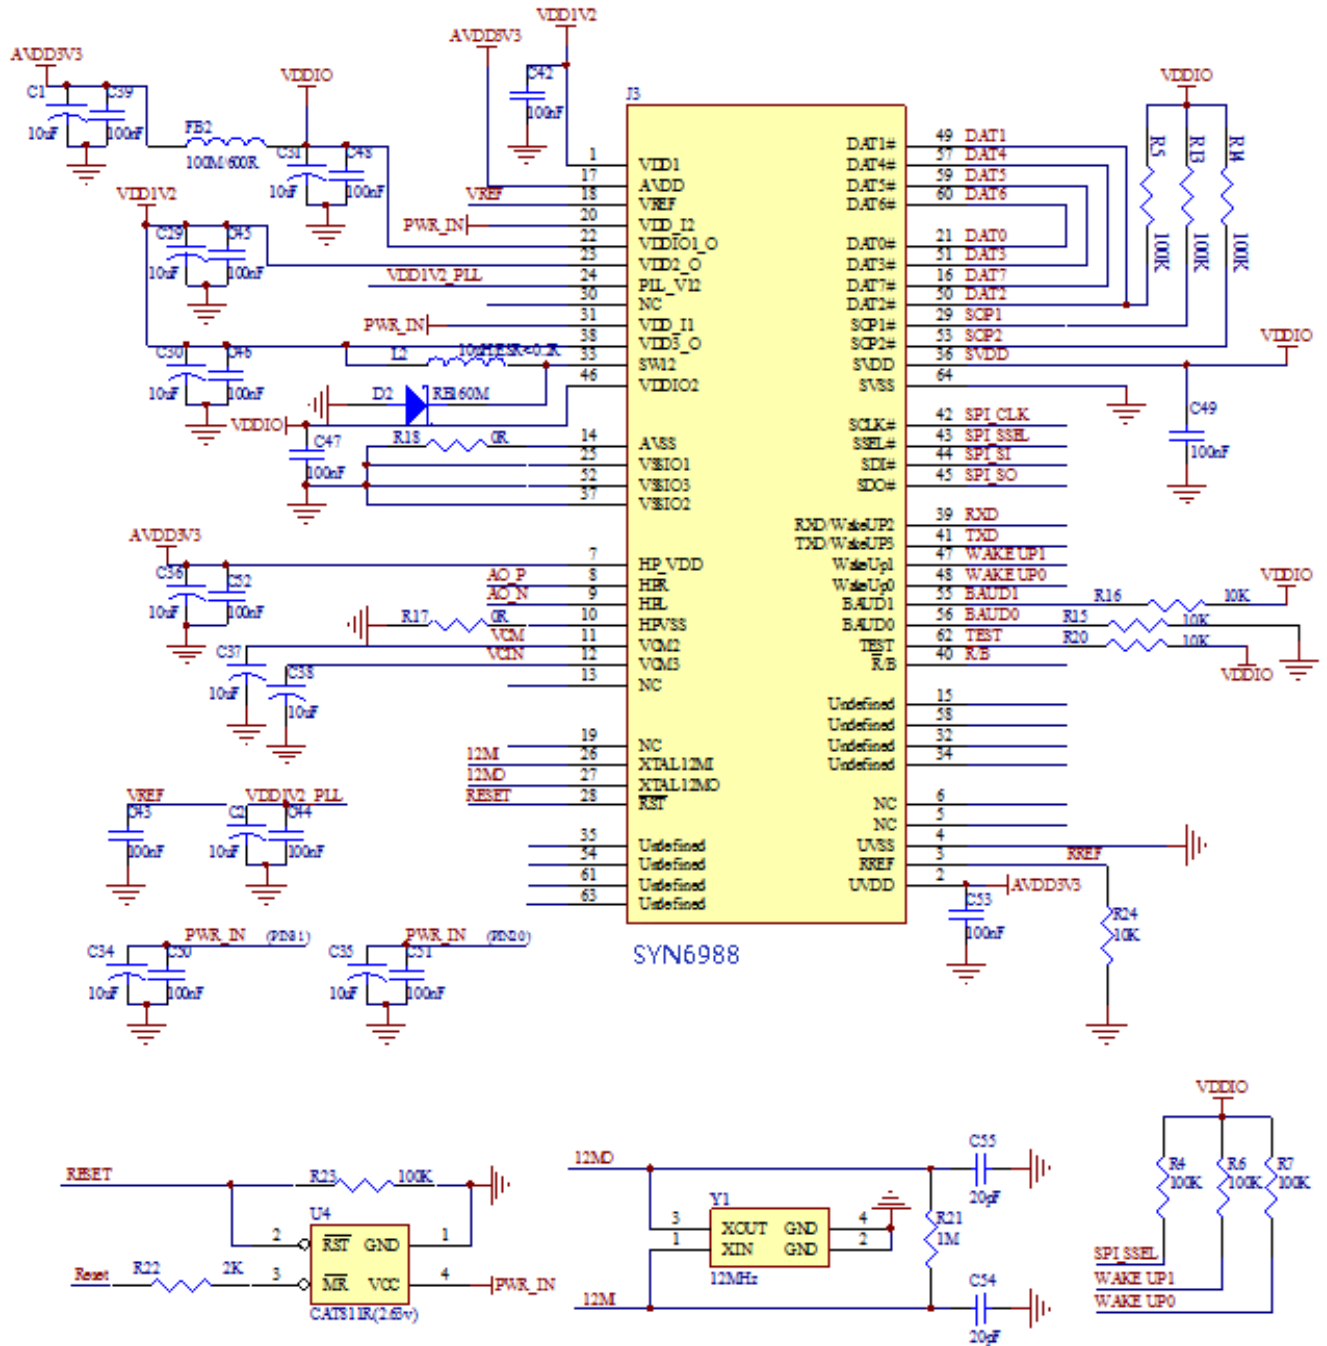 VDD1V2
AVDD3V3
AVDD3V3
VDDIO
C42
100nF
C1
C39
10uF
100nF
FB2
100M/600R
C31
C48
10uF
100nF
VDD1V2
C29
C45
10uF
100nF
VREF
PWR_IN
VDD1V2_PLL
PWR_IN
C30
C46
10uF
100nF
L2
10uH,ESR<0.2R
D2
RB160M
VDDIO
C47
100nF
R18
0R
AVDD3V3
C36
C52
10uF
100nF
AO_P
AO_N
R17
0R
VCM
VCIN
C37
10uF
C38
10uF
12MI
12MO
RESET
VREF
C43
100nF
VDD1V2_PLL
C2
C44
10uF
100nF
PWR_IN (PIN31)
C34
C50
10uF
100nF
PWR_IN (PIN20)
C35
C51
10uF
100nF
J3
1 VDD1
17 AVDD
18 VREF
20 VDD_I2
22 VDDIO1_O
23 VDD2_O
24 PLL_V12
30 NC
31 VDD_I1
38 VDD3_O
33 SW12
46 VDDIO2
14 AVSS
25 VSSIO1
52 VSSIO3
37 VSSIO2
7 HP_VDD
8 HPR
9 HPL
10 HPVSS
11 VCM2
12 VCM3
13 NC
19 NC
26 XTAL12MI
27 XTAL12MO
28 RST
35 Undefined
54 Undefined
61 Undefined
63 Undefined
DAT1# 49 DAT1
DAT4# 57 DAT4
DAT5# 59 DAT5
DAT6# 60 DAT6
DAT0# 21 DAT0
DAT3# 51 DAT3
DAT7# 16 DAT7
DAT2# 50 DAT2
SCP1# 29 SCP1
SCP2# 53 SCP2
SVDD 36 SVDD
SVSS 64
SCLK# 42 SPI_CLK
SSEL# 43 SPI_SSEL
SDI# 44 SPI_SI
SDO# 45 SPI_SO
RXD/WakeUP2 39 RXD
TXD/WakeUP3 41 TXD
WakeUp1 47 WAKE UP1
WakeUp0 48 WAKE UP0
BAUD1 55 BAUD1
BAUD0 56 BAUD0
TEST 62 TEST
R/B 40 R/B
Undefined 15
Undefined 58
Undefined 32
Undefined 34
NC 6
NC 5
UVSS 4
RREF 3 RREF
UVDD 2
SYN6988
VDDIO
R5
R13
R14
100K
100K
100K
VDDIO
C49
100nF
R16
10K
VDDIO
R15
10K
R20
10K
VDDIO
AVDD3V3
C53
100nF
R24
10K
RESET
R23
100K
U4
2 RST GND 1
3 MR VCC 4
Reset
R22
2K
PWR_IN
CAT811R(2.63v)
12MO
Y1
3 XOUT GND 4
1 XIN GND 2
12MHz
12MI
C55
20pF
R21
1M
C54
20pF
VDDIO
R4
100K
R6
100K
R7
100K
SPI_SSEL
WAKE UP1
WAKE UP0